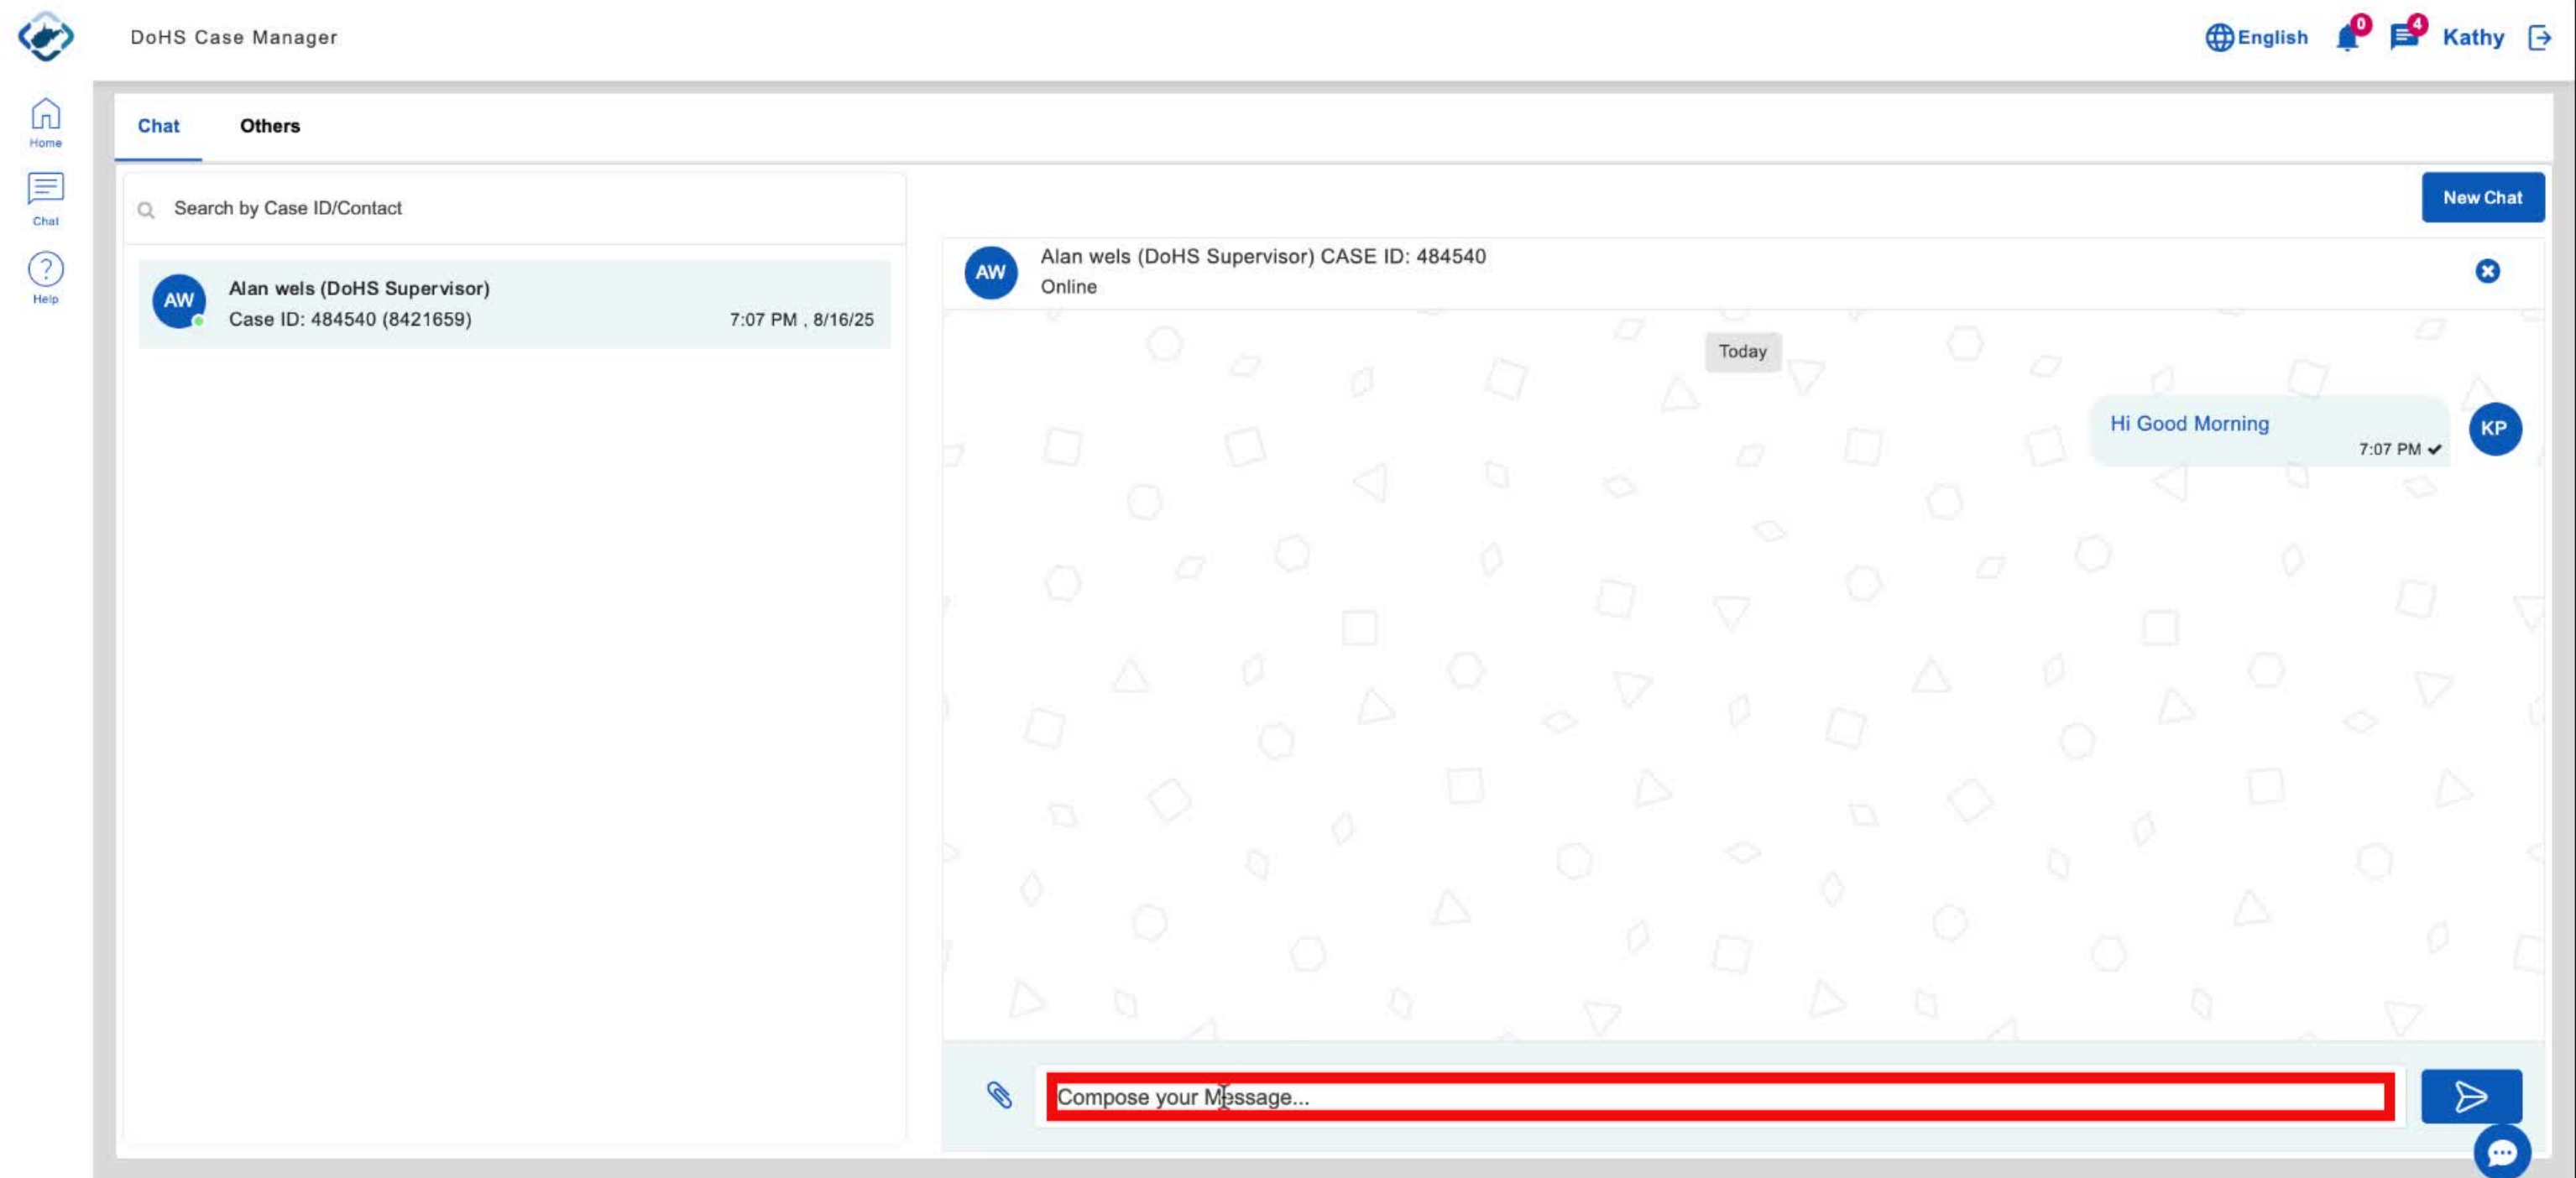 DoHS Case Manager
English
0
4
Kathy
Home
Chat
Help
Chat
Others
Search by Case ID/Contact
New Chat
AW
Alan wels (DoHS Supervisor)
Case ID: 484540 (8421659)
7:07 PM , 8/16/25
AW
Alan wels (DoHS Supervisor) CASE ID: 484540
Online
Today
Hi Good Morning
7:07 PM
KP
Compose your Message...